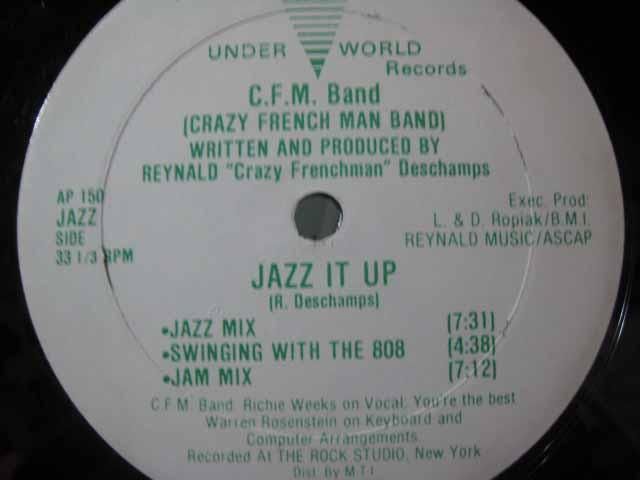 UNDER WORLD
Records
C.F.M. Band
(CRAZY FRENCH MAN BAND)
WRITTEN AND PRODUCED BY
REYNALD "Crazy Frenchman" Deschamps
AP 150
JAZZ
SIDE
33 1/3 RPM
Exec. Prod:
L. & D. Ropiak/B.M.I.
REYNALD MUSIC/ASCAP
JAZZ IT UP
(R. Deschamps)
•JAZZ MIX (7:31)
•SWINGING WITH THE 808 (4:38)
•JAM MIX (7:12)
C.F.M. Band: Richie Weeks on Vocal: You're the best
Warren Rosenstein on Keyboard and
Computer Arrangements.
Recorded At THE ROCK STUDIO, New York
Dist. By M.T.I.